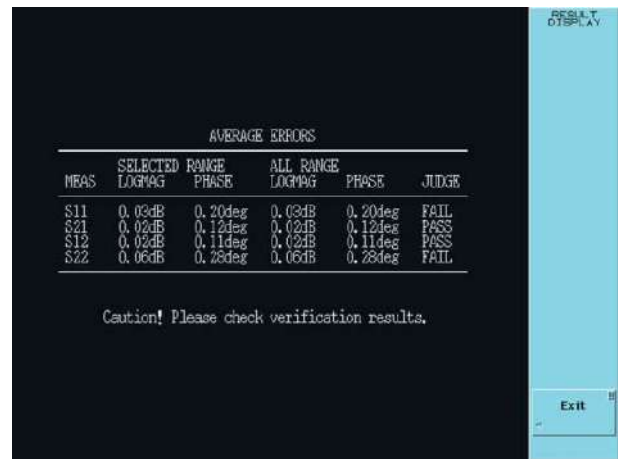 RESULT
DISPLAY
AVERAGE ERRORS
SELECTED RANGE ALL RANGE
MEAS LOGMAG PHASE LOGMAG PHASE JUDGE
S11 0.03dB 0.20deg 0.03dB 0.20deg FAIL
S21 0.02dB 0.12deg 0.02dB 0.12deg PASS
S12 0.02dB 0.11deg 0.02dB 0.11deg PASS
S22 0.06dB 0.28deg 0.06dB 0.28deg FAIL
Caution! Please check verification results.
Exit